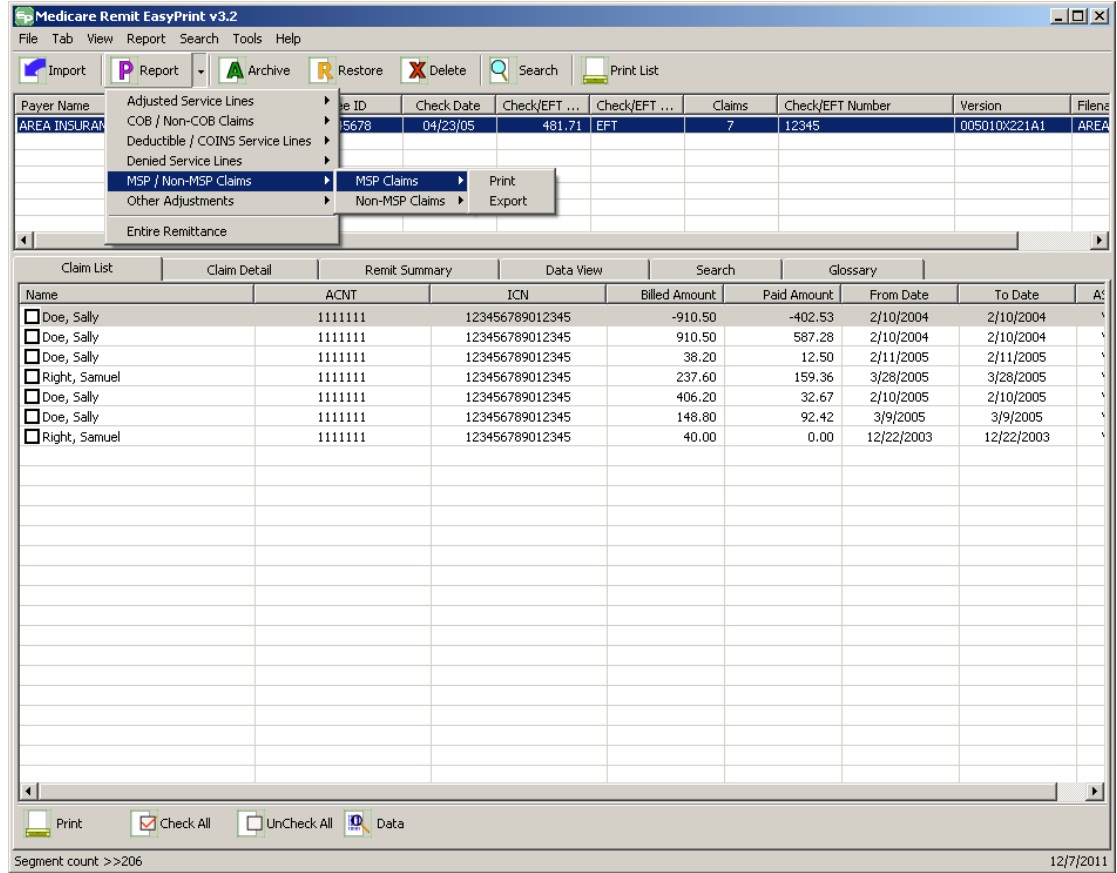 Medicare Remit EasyPrint v3.2
File Tab View Report Search Tools Help
Import Report Archive Restore Delete Search Print List
Payer Name ee ID Check Date Check/EFT ... Check/EFT ... Claims Check/EFT Number Version Filena
AREA INSURAN 5678 04/23/05 481.71 EFT 7 12345 005010X221A1 AREA
Adjusted Service Lines
COB / Non-COB Claims
Deductible / COINS Service Lines
Denied Service Lines
MSP / Non-MSP Claims MSP Claims Print
Other Adjustments Non-MSP Claims Export
Entire Remittance
Claim List Claim Detail Remit Summary Data View Search Glossary
Name ACNT ICN Billed Amount Paid Amount From Date To Date AS
Doe, Sally 1111111 123456789012345 -910.50 -402.53 2/10/2004 2/10/2004
Doe, Sally 1111111 123456789012345 910.50 587.28 2/10/2004 2/10/2004
Doe, Sally 1111111 123456789012345 38.20 12.50 2/11/2005 2/11/2005
Right, Samuel 1111111 123456789012345 237.60 159.36 3/28/2005 3/28/2005
Doe, Sally 1111111 123456789012345 406.20 32.67 2/10/2005 2/10/2005
Doe, Sally 1111111 123456789012345 148.80 92.42 3/9/2005 3/9/2005
Right, Samuel 1111111 123456789012345 40.00 0.00 12/22/2003 12/22/2003
Print Check All UnCheck All Data
Segment count >>206 12/7/2011